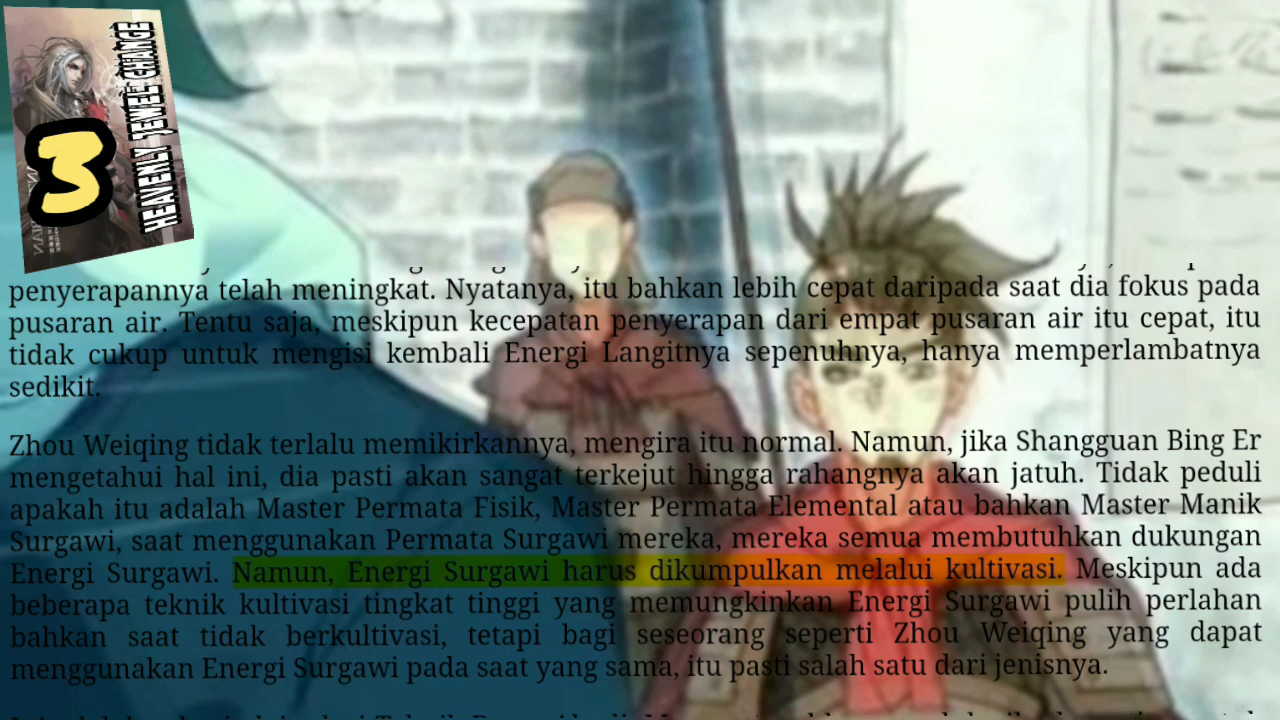 HEAVENLY JEWEL CHANGE
3
penyerapannya telah meningkat. Nyatanya, itu bahkan lebih cepat daripada saat dia fokus pada
pusaran air. Tentu saja, meskipun kecepatan penyerapan dari empat pusaran air itu cepat, itu
tidak cukup untuk mengisi kembali Energi Langitnya sepenuhnya, hanya memperlambatnya
sedikit.
Zhou Weiqing tidak terlalu memikirkannya, mengira itu normal. Namun, jika Shangguan Bing Er
mengetahui hal ini, dia pasti akan sangat terkejut hingga rahangnya akan jatuh. Tidak peduli
apakah itu adalah Master Permata Fisik, Master Permata Elemental atau bahkan Master Manik
Surgawi, saat menggunakan Permata Surgawi mereka, mereka semua membutuhkan dukungan
Energi Surgawi. Namun, Energi Surgawi harus dikumpulkan melalui kultivasi. Meskipun ada
beberapa teknik kultivasi tingkat tinggi yang memungkinkan Energi Surgawi pulih perlahan
bahkan saat tidak berkultivasi, tetapi bagi seseorang seperti Zhou Weiqing yang dapat
menggunakan Energi Surgawi pada saat yang sama, itu pasti salah satu dari jenisnya.